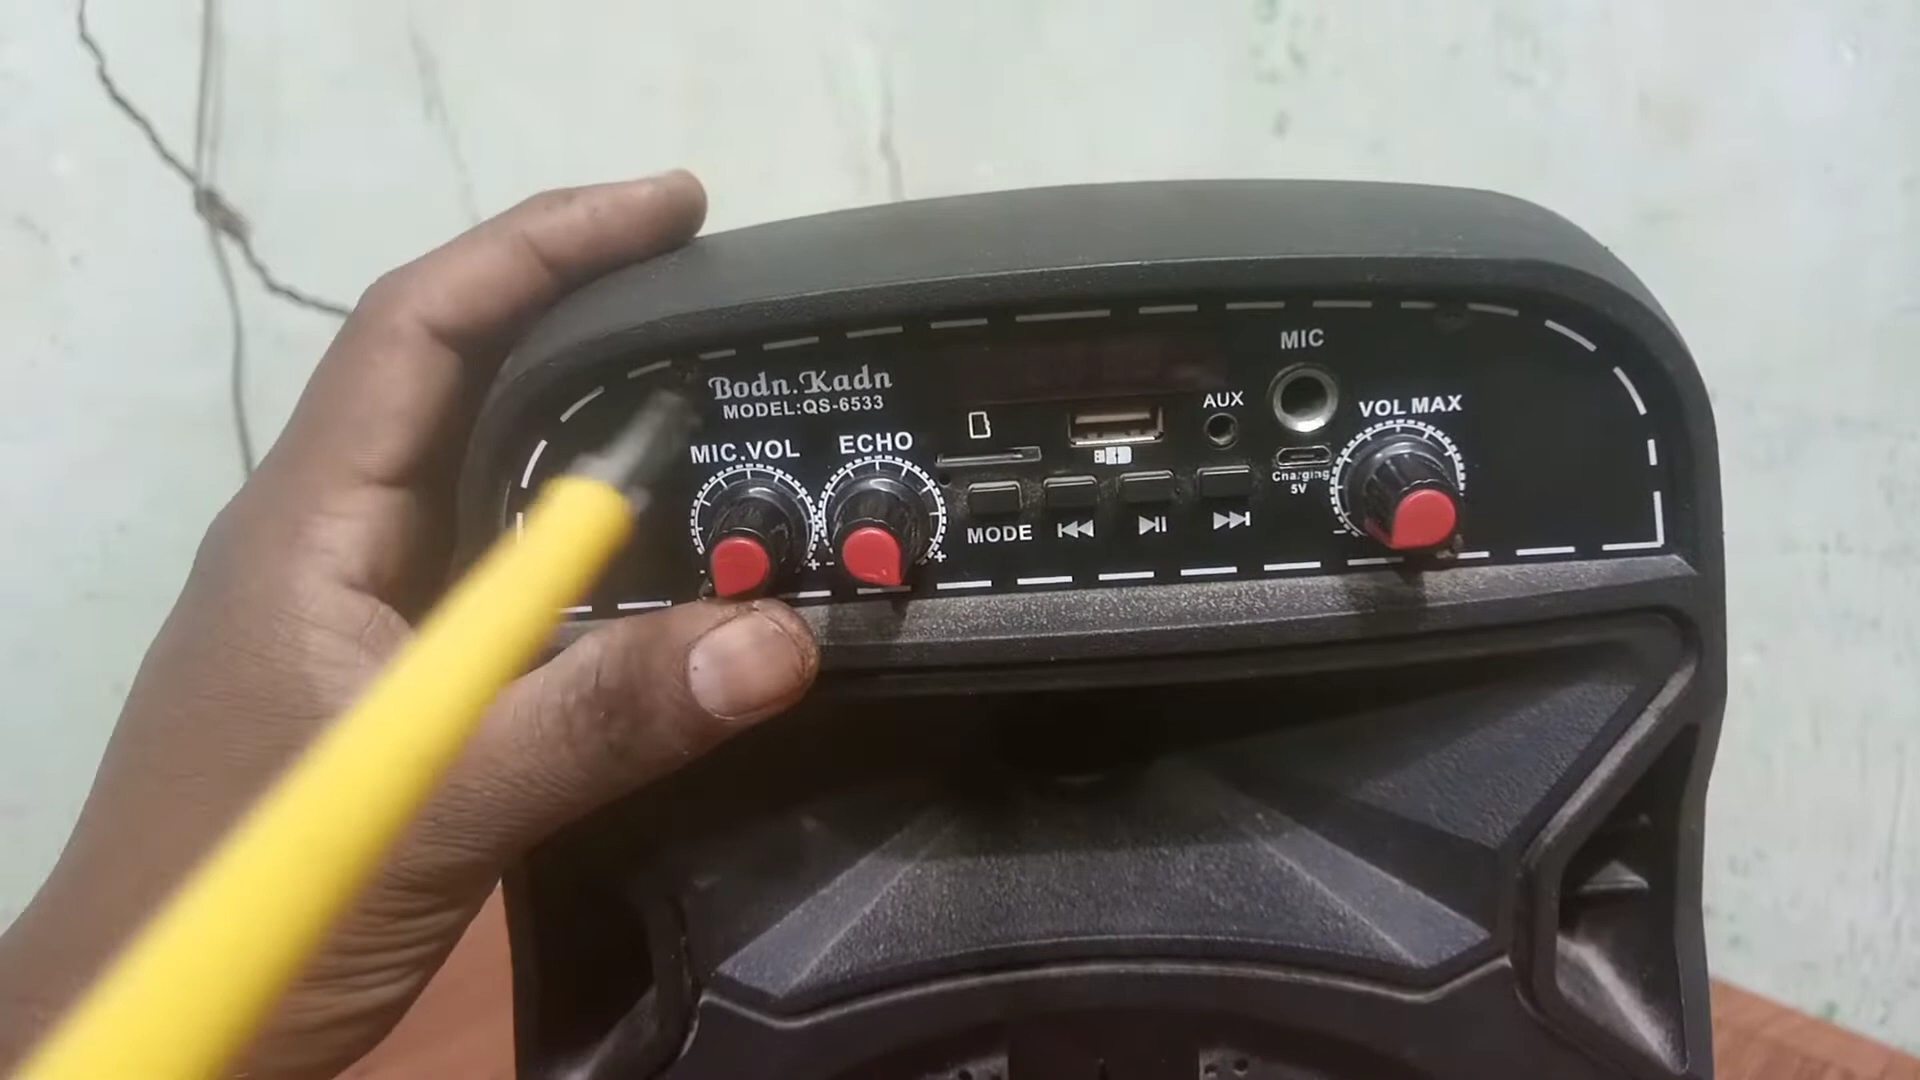 Bodn.Kadn
MODEL:QS-6533
MIC.VOL
ECHO
MODE
AUX
MIC
Charging
5V
VOL MAX